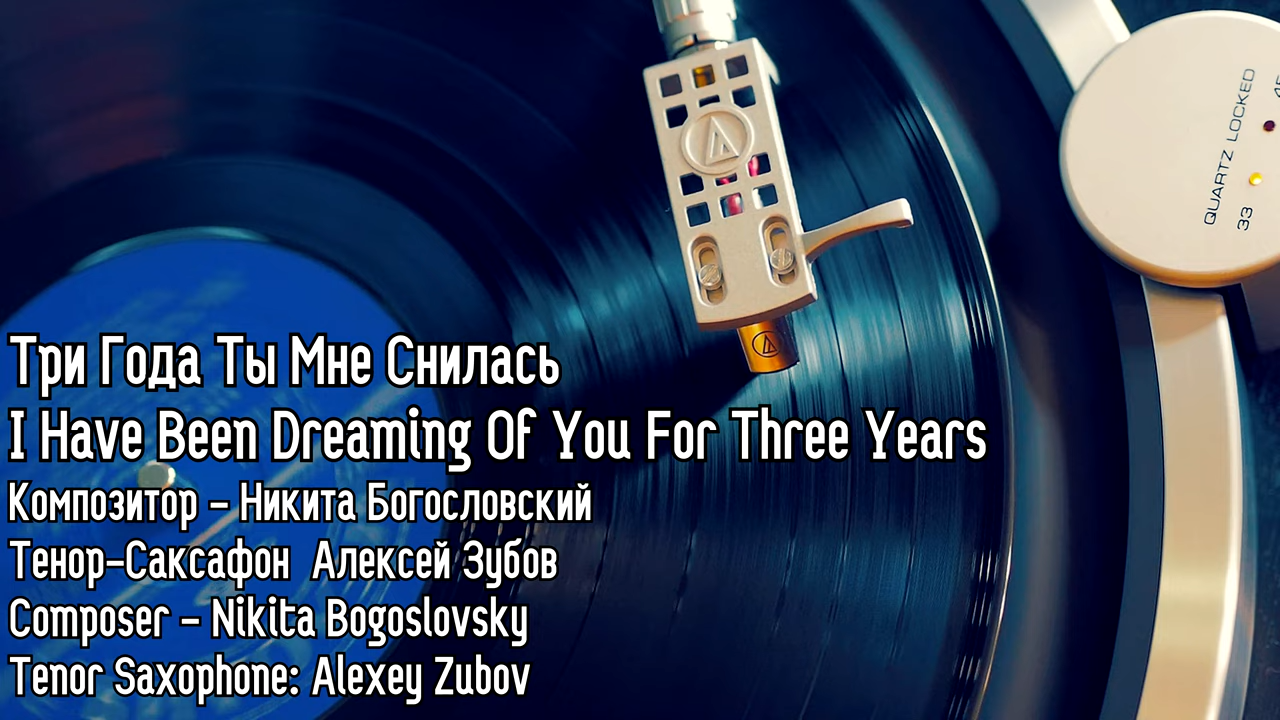 QUARTZ LOCKED
33
45
Три Года Ты Мне Снилась
I Have Been Dreaming Of You For Three Years
Композитор - Никита Богословский
Тенор-Саксафон Алексей Зубов
Composer - Nikita Bogoslovsky
Tenor Saxophone: Alexey Zubov